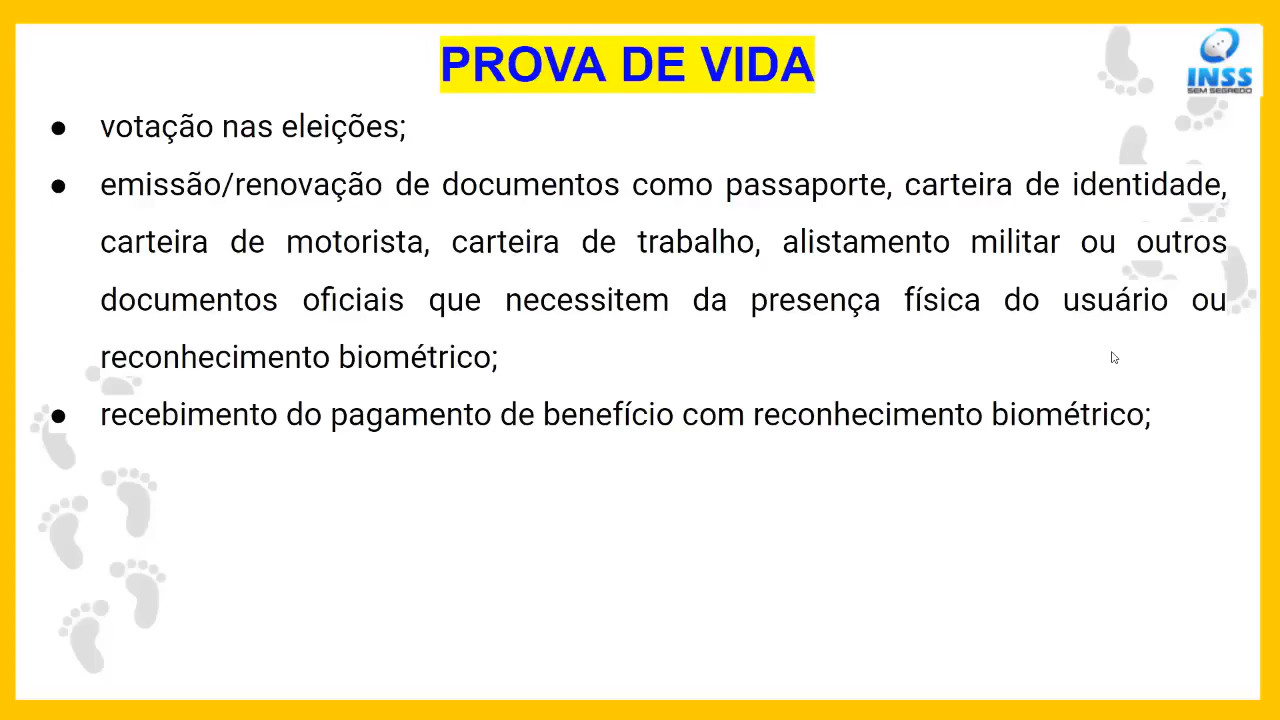 PROVA DE VIDA
INSS
SEM SEGREDO
● votação nas eleições;
● emissão/renovação de documentos como passaporte, carteira de identidade,
carteira de motorista, carteira de trabalho, alistamento militar ou outros
documentos oficiais que necessitem da presença física do usuário ou
reconhecimento biométrico;
● recebimento do pagamento de benefício com reconhecimento biométrico;